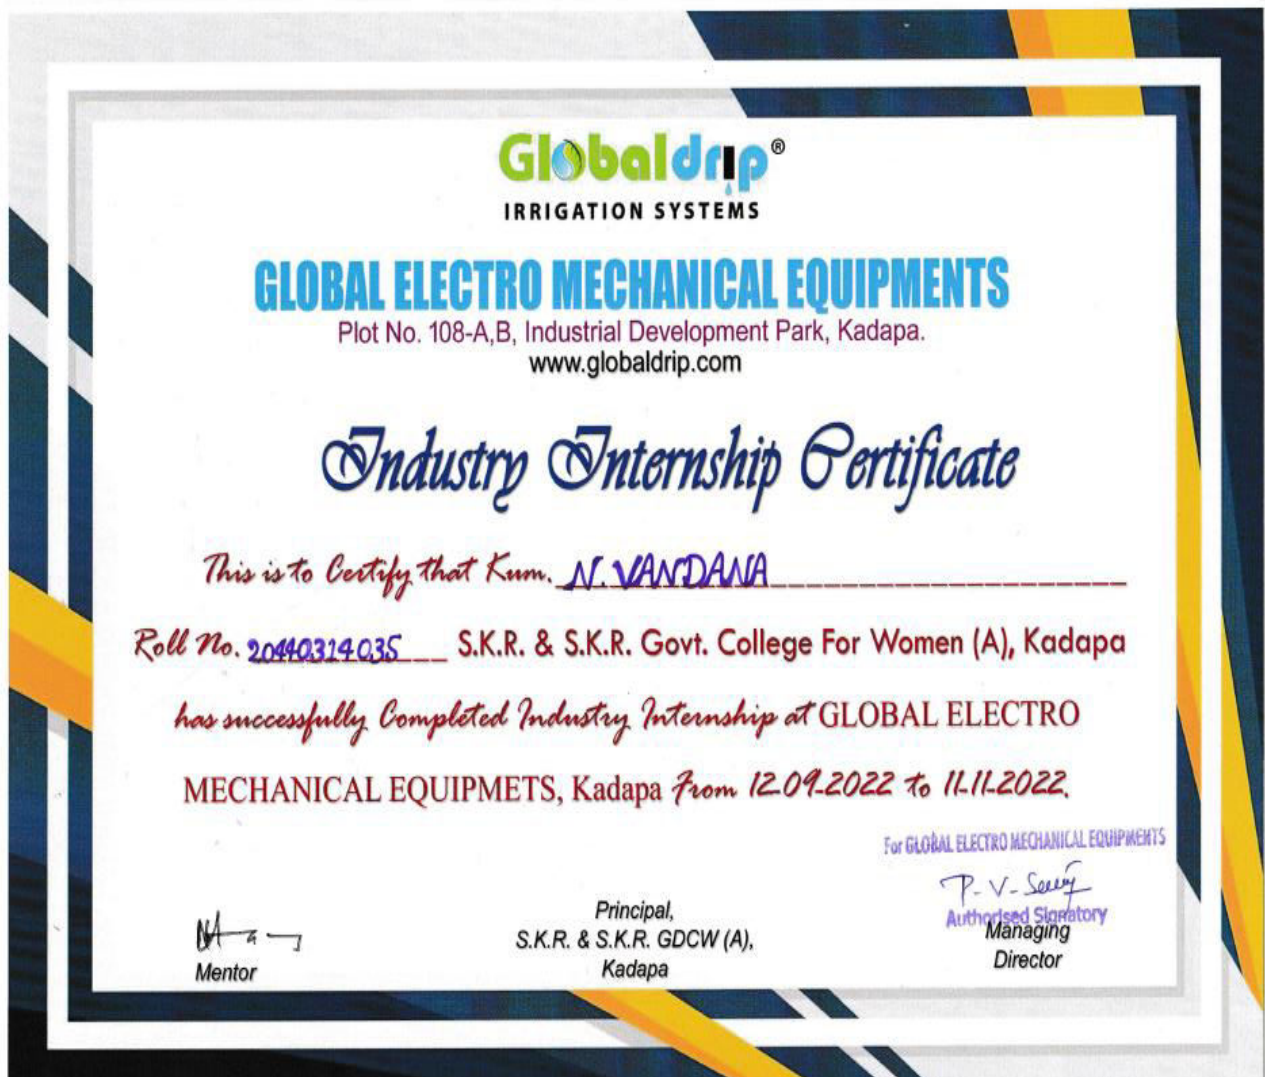 Globaldrip®
IRRIGATION SYSTEMS
GLOBAL ELECTRO MECHANICAL EQUIPMENTS
Plot No. 108-A,B, Industrial Development Park, Kadapa.
www.globaldrip.com
Industry Internship Certificate
This is to Certify that Kum. N. VANDANA
Roll No. 20440314035 S.K.R. & S.K.R. Govt. College For Women (A), Kadapa
has successfully Completed Industry Internship at GLOBAL ELECTRO
MECHANICAL EQUIPMETS, Kadapa From 12.09.2022 to 11.11.2022.
For GLOBAL ELECTRO MECHANICAL EQUIPMENTS
P. V.
Authorised Signatory
Managing
Director
Principal,
S.K.R. & S.K.R. GDCW (A),
Kadapa
Mentor